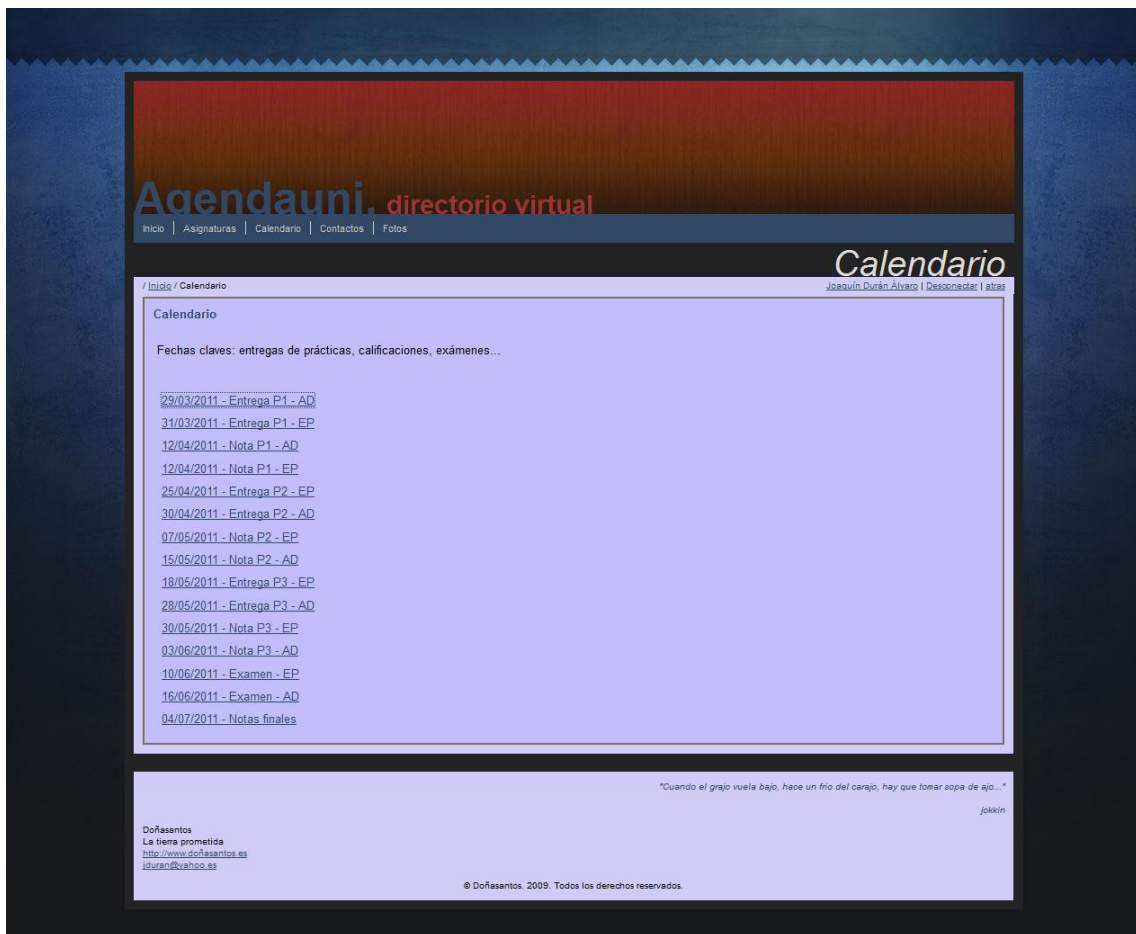 Agendauni. directorio virtual
Inicio | Asignaturas | Calendario | Contactos | Fotos
Calendario
/ Inicio / Calendario
Joaquín Durán Álvaro | Desconectar | atras
Calendario
Fechas claves: entregas de prácticas, calificaciones, exámenes...
29/03/2011 - Entrega P1 - AD
31/03/2011 - Entrega P1 - EP
12/04/2011 - Nota P1 - AD
12/04/2011 - Nota P1 - EP
25/04/2011 - Entrega P2 - EP
30/04/2011 - Entrega P2 - AD
07/05/2011 - Nota P2 - EP
15/05/2011 - Nota P2 - AD
18/05/2011 - Entrega P3 - EP
28/05/2011 - Entrega P3 - AD
30/05/2011 - Nota P3 - EP
03/06/2011 - Nota P3 - AD
10/06/2011 - Examen - EP
16/06/2011 - Examen - AD
04/07/2011 - Notas finales
"Cuando el grajo vuela bajo, hace un frio del carajo, hay que tomar sopa de ajo..."
jokkin
Doñasantos
La tierra prometida
http://www.doñasantos.es
jduran@yahoo.es
© Doñasantos. 2009. Todos los derechos reservados.